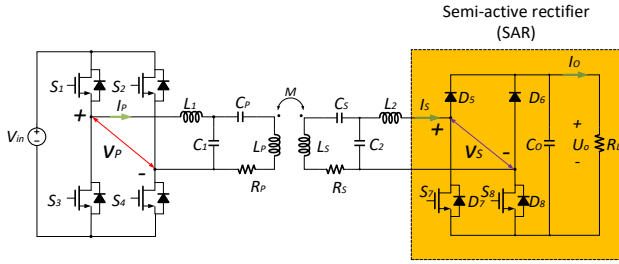 Semi-active rectifier
(SAR)
S1
S2
IP
L1
CP
M
CS
L2
IS
D5
D6
IO
Vin
+
VP
-
C1
LP
LS
C2
+
VS
-
CO
+
Uo
-
RL
RP
RS
S3
S4
S7
D7
S8
D8